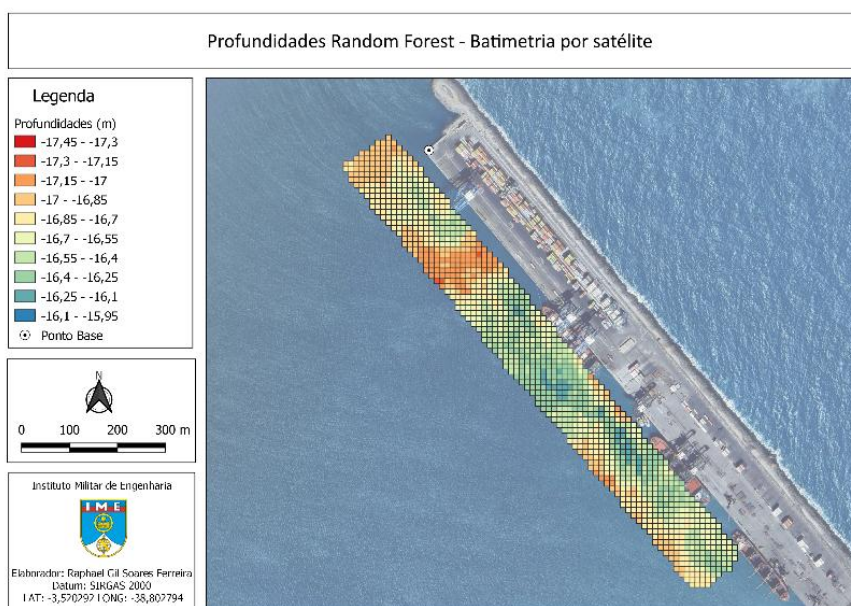 Profundidades Random Forest - Batimetria por satélite
Legenda
Profundidades (m)
-17,45 - -17,3
-17,3 - -17,15
-17,15 - -17
-17 - -16,85
-16,85 - -16,7
-16,7 - -16,55
-16,55 - -16,4
-16,4 - -16,25
-16,25 - -16,1
-16,1 - -15,95
Ponto Base
N
0 100 200 300 m
Instituto Militar de Engenharia
I M E
Elaborador: Raphael Gil Soares Ferreira
Datum: SIRGAS 2000
LAT: -3,520292 LONG: -38,802794